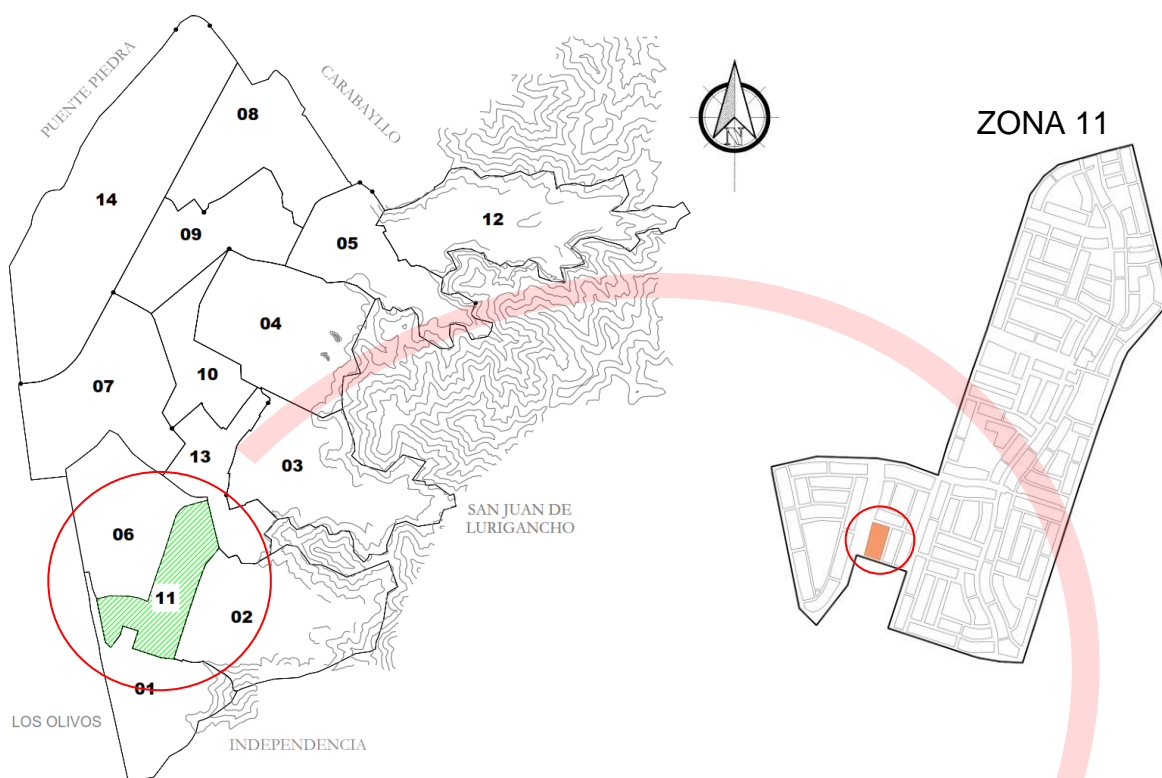 PUENTE PIEDRA
CARABAYLLO
08
14
09
05
12
04
07
10
13
03
06
11
02
01
SAN JUAN DE
LURIGANCHO
LOS OLIVOS
INDEPENDENCIA
N
ZONA 11